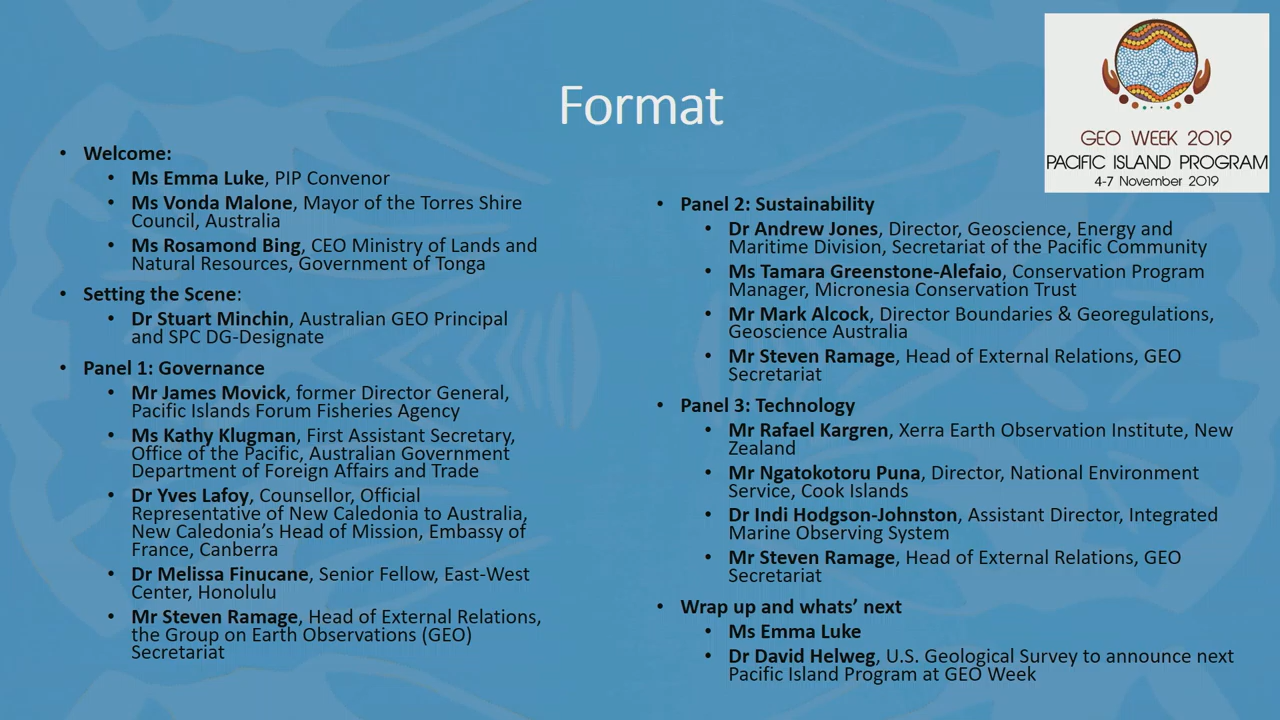 Format
GEO WEEK 2019
PACIFIC ISLAND PROGRAM
4-7 November 2019
• Welcome:
• Ms Emma Luke, PIP Convenor
• Ms Vonda Malone, Mayor of the Torres Shire
Council, Australia
• Ms Rosamond Bing, CEO Ministry of Lands and
Natural Resources, Government of Tonga
• Setting the Scene:
• Dr Stuart Minchin, Australian GEO Principal
and SPC DG-Designate
• Panel 1: Governance
• Mr James Movick, former Director General,
Pacific Islands Forum Fisheries Agency
• Ms Kathy Klugman, First Assistant Secretary,
Office of the Pacific, Australian Government
Department of Foreign Affairs and Trade
• Dr Yves Lafoy, Counsellor, Official
Representative of New Caledonia to Australia,
New Caledonia's Head of Mission, Embassy of
France, Canberra
• Dr Melissa Finucane, Senior Fellow, East-West
Center, Honolulu
• Mr Steven Ramage, Head of External Relations,
the Group on Earth Observations (GEO)
Secretariat
• Panel 2: Sustainability
• Dr Andrew Jones, Director, Geoscience, Energy and
Maritime Division, Secretariat of the Pacific Community
• Ms Tamara Greenstone-Alefaio, Conservation Program
Manager, Micronesia Conservation Trust
• Mr Mark Alcock, Director Boundaries & Georegulations,
Geoscience Australia
• Mr Steven Ramage, Head of External Relations, GEO
Secretariat
• Panel 3: Technology
• Mr Rafael Kargren, Xerra Earth Observation Institute, New
Zealand
• Mr Ngatokotoru Puna, Director, National Environment
Service, Cook Islands
• Dr Indi Hodgson-Johnston, Assistant Director, Integrated
Marine Observing System
• Mr Steven Ramage, Head of External Relations, GEO
Secretariat
• Wrap up and whats' next
• Ms Emma Luke
• Dr David Helweg, U.S. Geological Survey to announce next
Pacific Island Program at GEO Week